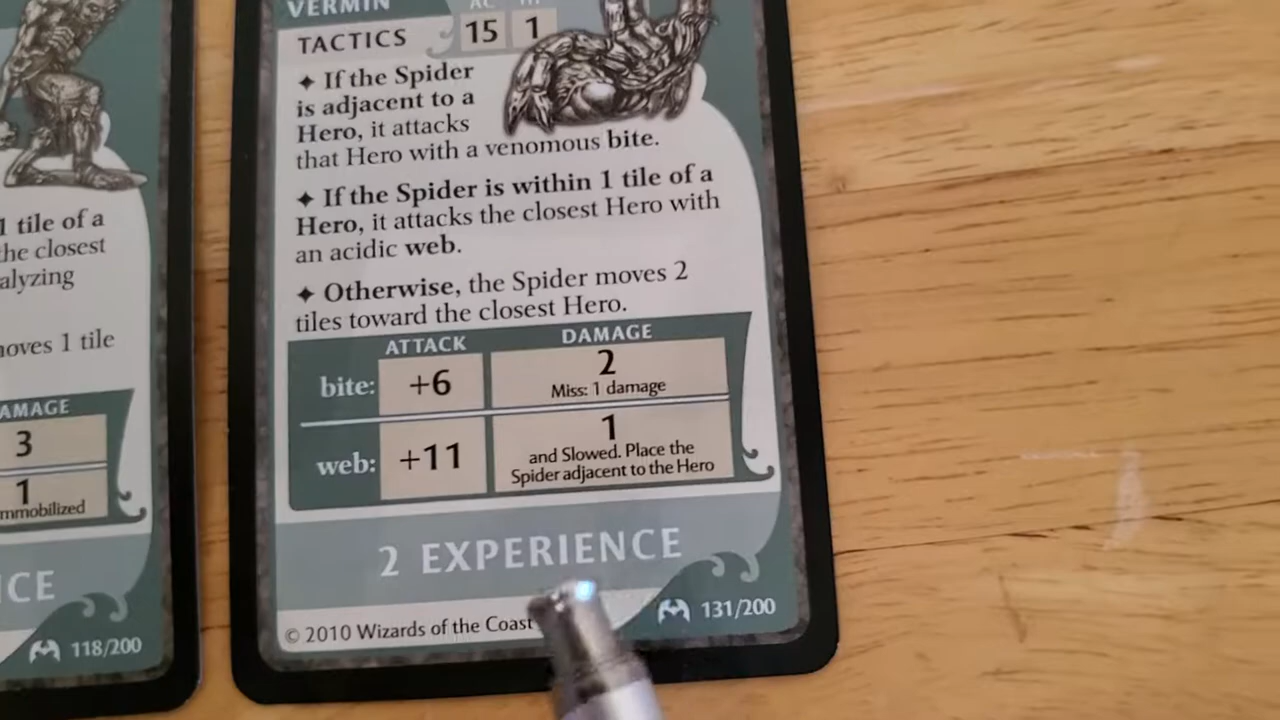 VERMIN
AC
TACTICS
15 1
✦ If the Spider
is adjacent to a
Hero, it attacks
that Hero with a venomous bite.
✦ If the Spider is within 1 tile of a
Hero, it attacks the closest Hero with
an acidic web.
✦ Otherwise, the Spider moves 2
tiles toward the closest Hero.
ATTACK DAMAGE
bite: +6 2
Miss: 1 damage
web: +11 1
and Slowed. Place the
Spider adjacent to the Hero
2 EXPERIENCE
© 2010 Wizards of the Coast
131/200
1 tile of a
the closest
alyzing
moves 1 tile
AMAGE
3
1
mmobilized
CE
118/200